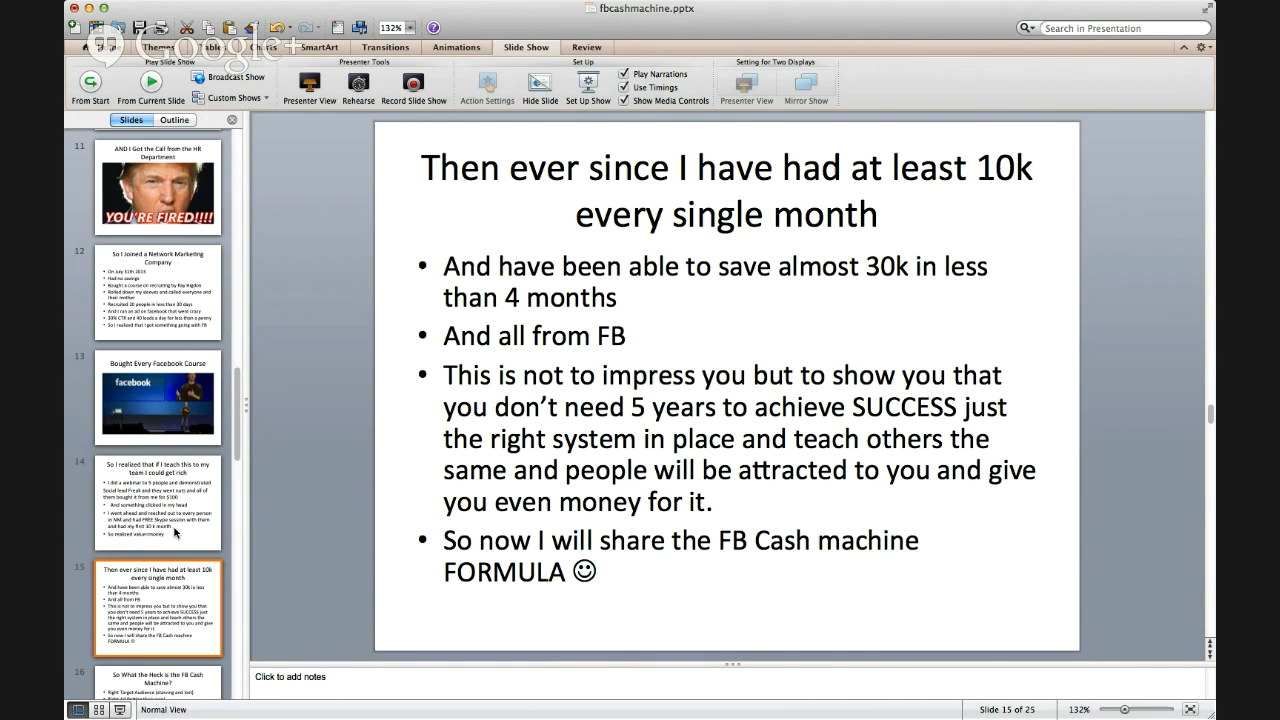 fbcashmachine.pptx
132%
Search in Presentation
Google+
Home Themes Tables Charts SmartArt Transitions Animations Slide Show Review
Play Slide Show Presenter Tools Set Up Setting for Two Displays
Broadcast Show
Custom Shows
From Start From Current Slide
Presenter View Rehearse Record Slide Show
Action Settings Hide Slide Set Up Show
Play Narrations
Use Timings
Show Media Controls
Presenter View Mirror Show
Slides Outline
11
AND I Got the Call from the HR
Department
YOU'RE FIRED!!!!
12
So I Joined a Network Marketing
Company
• On July 31th 2013
• Had no savings
• Bought a course on recruiting by Ray Higdon
• Rolled down my sleeves and called everyone and
their mother
• Recruited 20 people in less than 30 days
• And I ran an ad on facebook that went crazy
• 30% CTR and 40 leads a day for less than a penny
• So I realized that I got something going with FB
13
Bought Every Facebook Course
facebook
14
So I realized that if I teach this to my
team I could get rich
• I did a webinar to 5 people and demonstrated
Social lead Freak and they went nuts and all of
them bought it from me for $100
• And something clicked in my head
• I went ahead and reached out to every person
in NM and had FREE Skype session with them
and had my first 10 k month
• So realized value=money
15
Then ever since I have had at least 10k
every single month
• And have been able to save almost 30k in less
than 4 months
• And all from FB
• This is not to impress you but to show you that
you don't need 5 years to achieve SUCCESS just
the right system in place and teach others the
same and people will be attracted to you and give
you even money for it.
• So now I will share the FB Cash machine
FORMULA ☺
16
So What the Heck is the FB Cash
Machine?
• Right Target Audience (starving and list)
Then ever since I have had at least 10k
every single month
• And have been able to save almost 30k in less
than 4 months
• And all from FB
• This is not to impress you but to show you that
you don’t need 5 years to achieve SUCCESS just
the right system in place and teach others the
same and people will be attracted to you and give
you even money for it.
• So now I will share the FB Cash machine
FORMULA ☺
Click to add notes
Normal View
Slide 15 of 25
132%